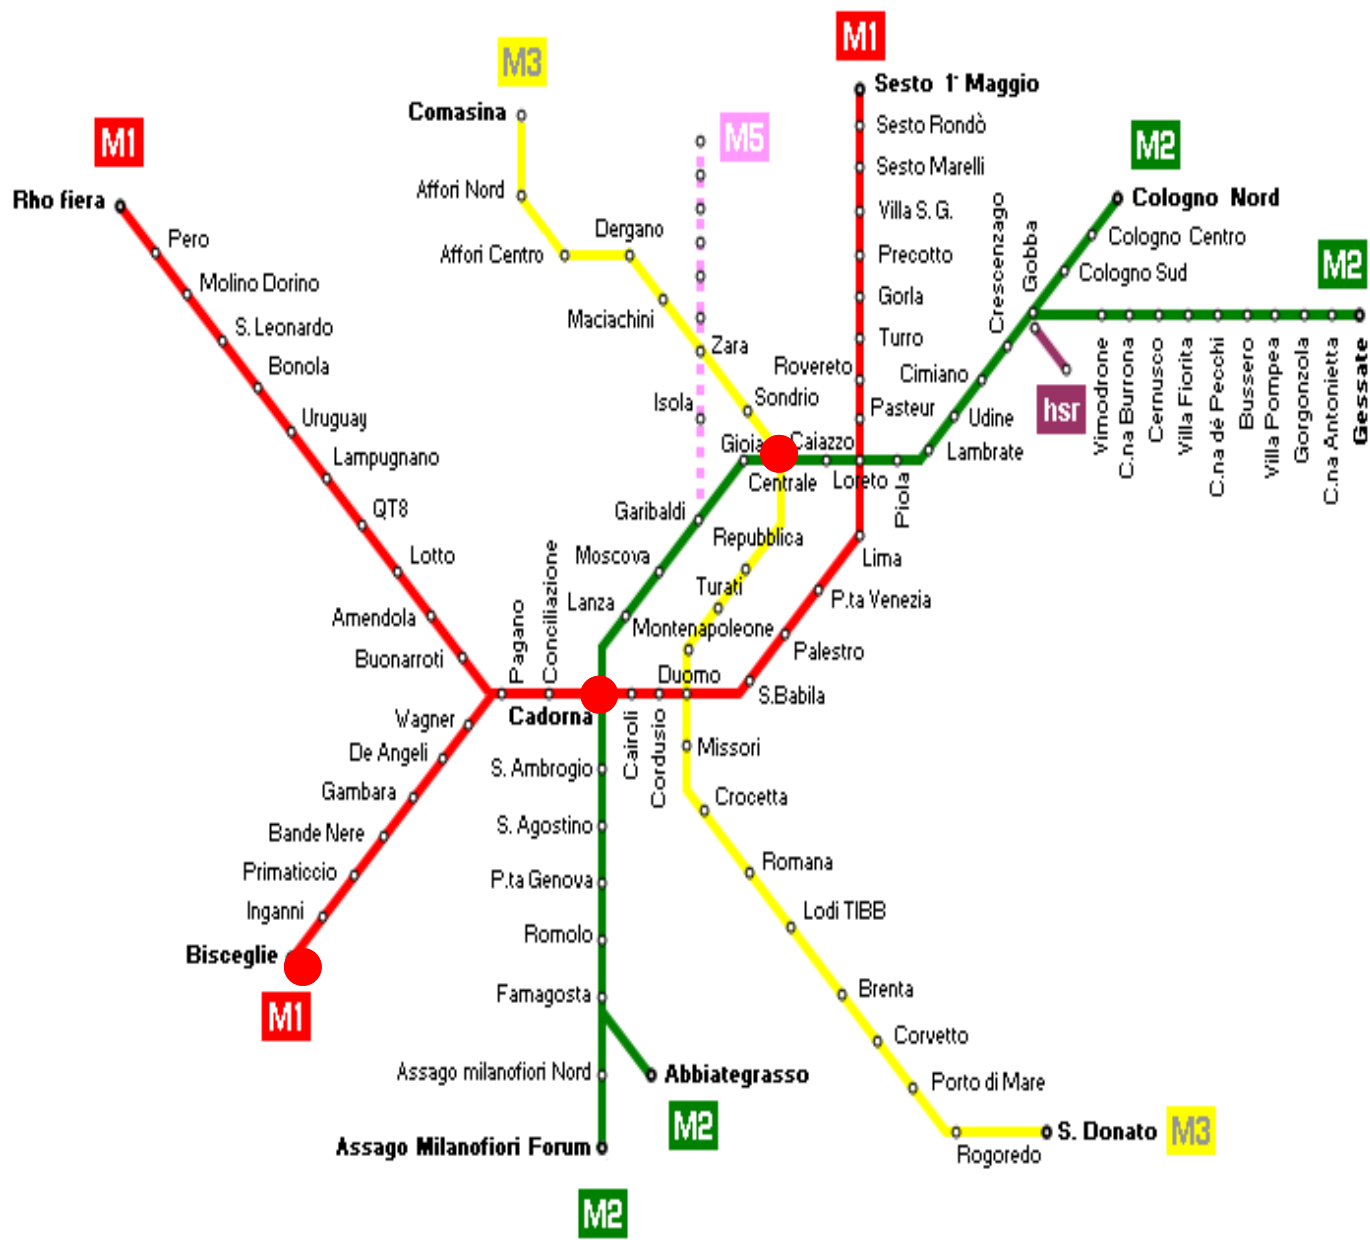 M1
M3
Sesto 1° Maggio
Comasina
M5
Sesto Rondò
M1
M2
Sesto Marelli
Affori Nord
Rho fiera
Villa S. G.
Cologno Nord
Crescenzago
Gobba
Pero
Dergano
Cologno Centro
Affori Centro
Precotto
M2
Cologno Sud
Molino Dorino
Gorla
Maciachini
S. Leonardo
Turro
Zara
Bonola
Rovereto
Cimiano
Vimodrone
C.na Burrona
Cernusco
Villa Fiorita
C.na dé Pecchi
Bussero
Villa Pompea
Gorgonzola
C.na Antonietta
Gessate
hsr
Isola
Sondrio
Pasteur
Udine
Uruguay
Gioia
Caiazzo
Lambrate
Lampugnano
Centrale
Loreto
Piola
QT8
Garibaldi
Repubblica
Lotto
Moscova
Lima
Conciliazione
Pagano
Turati
Lanza
P.ta Venezia
Amendola
Montenapoleone
Palestro
Buonarroti
Duomo
S.Babila
Wagner
Cadorna
Cairoli
Cordusio
Missori
De Angeli
S. Ambrogio
Gambara
Crocetta
Bande Nere
S. Agostino
Primaticcio
P.ta Genova
Romana
Inganni
Lodi TIBB
Romolo
Bisceglie
Famagosta
Brenta
M1
Corvetto
Assago milanofiori Nord
Abbiategrasso
Porto di Mare
M2
S. Donato
M3
Assago Milanofiori Forum
Rogoredo
M2